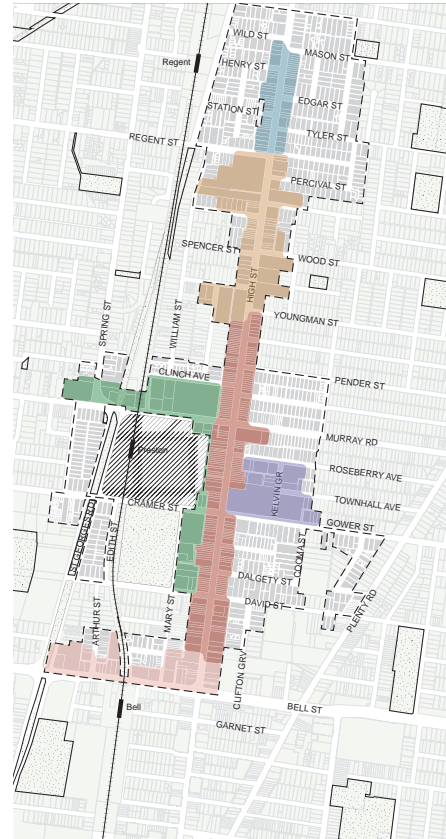 WILD ST
MASON ST
Regent
HENRY ST
EDGAR ST
STATION ST
TYLER ST
REGENT ST
PERCIVAL ST
SPENCER ST
WOOD ST
HIGH ST
SPRING ST
WILLIAM ST
YOUNGMAN ST
CLINCH AVE
PENDER ST
MURRAY RD
Preston
ROSEBERRY AVE
KELVIN GR
TOWNHALL AVE
CRAMER ST
GOWER ST
ST GEORGES RD
EDITH ST
COOMA ST
DALGETY ST
PLENTY RD
ARTHUR ST
MARY ST
DAVID ST
CLIFTON GRV
Bell
BELL ST
GARNET ST